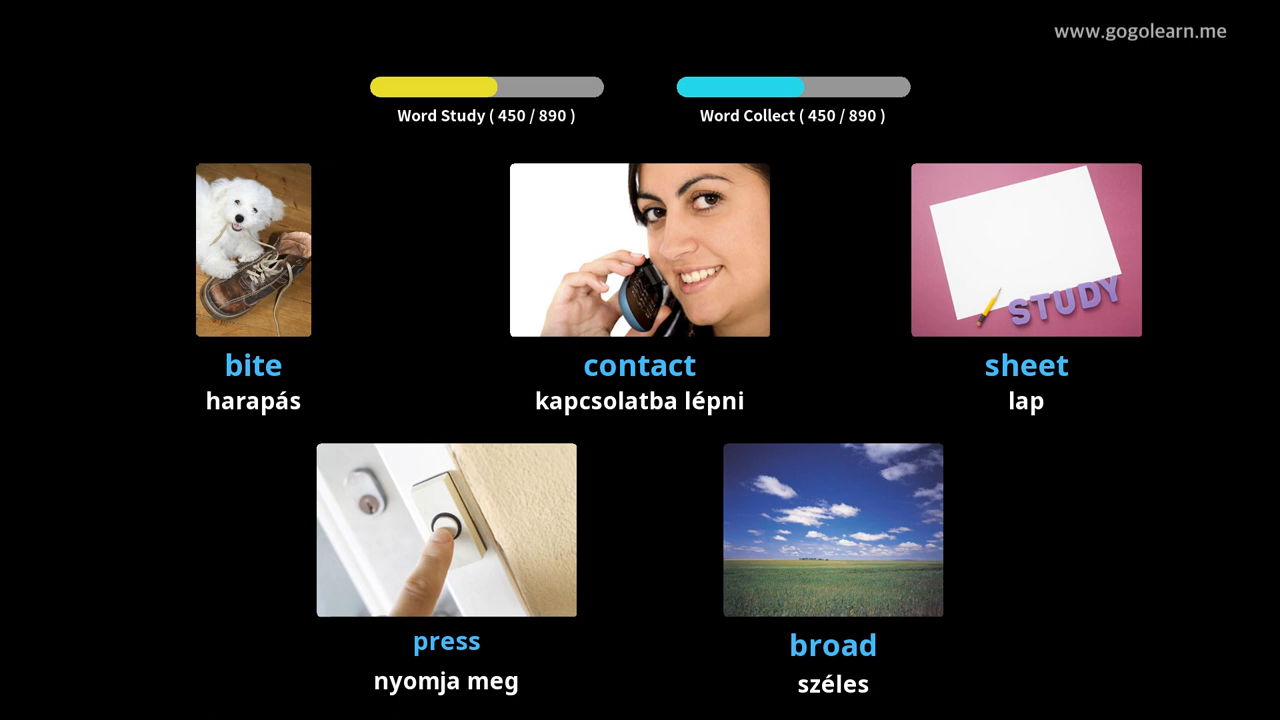 www.gogolearn.me
Word Study ( 450 / 890 )
Word Collect ( 450 / 890 )
STUDY
bite
contact
sheet
harapás
kapcsolatba lépni
lap
press
broad
nyomja meg
széles